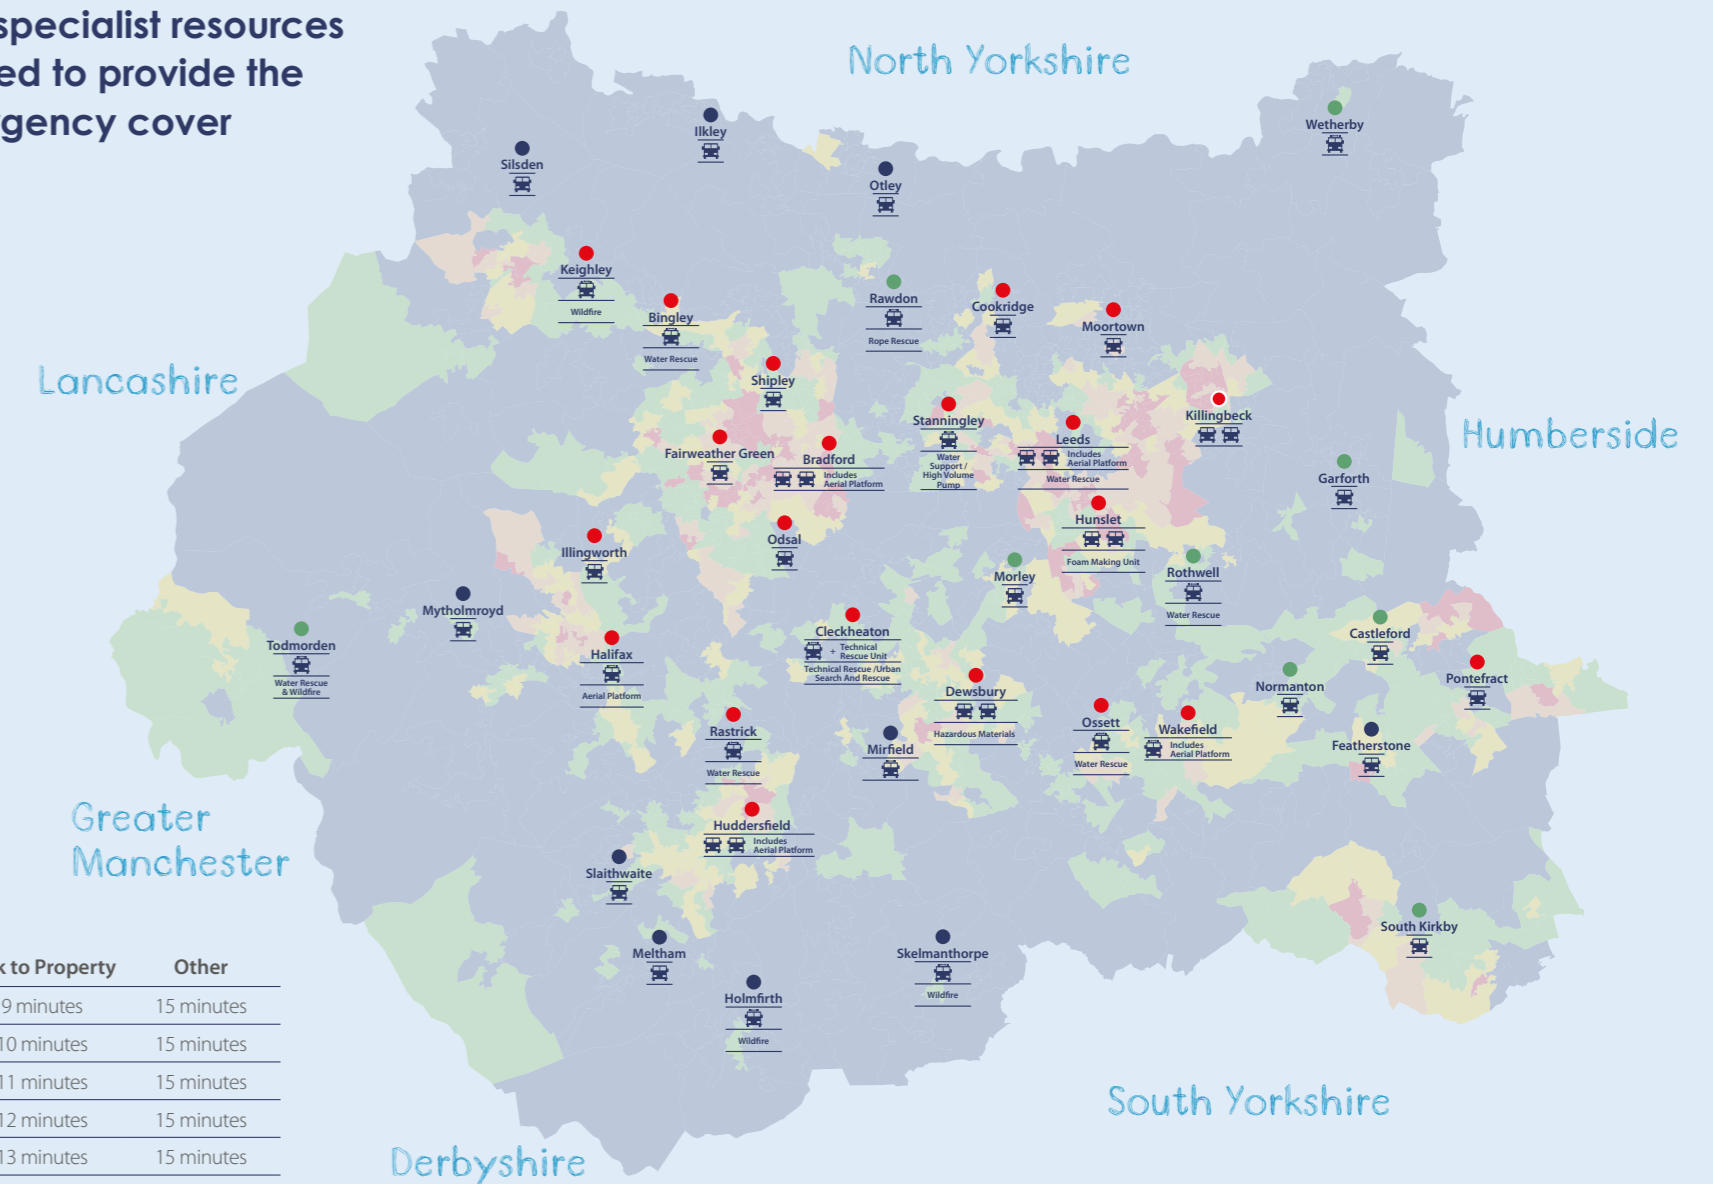 specialist resources
to provide the
cover
North Yorkshire
Wetherby
Ilkley
Silsden
Otley
Keighley
Wildfire
Bingley
Water Rescue
Rawdon
Rope Rescue
Cookridge
Moortown
Lancashire
Shipley
Stanningley
Water
Support /
High Volume
Pump
Killingbeck
Humberside
Fairweather Green
Bradford
Includes
Aerial Platform
Leeds
Includes
Aerial Platform
Water Rescue
Garforth
Hunslet
Foam Making Unit
Odsal
Illingworth
Morley
Rothwell
Water Rescue
Mytholmroyd
Todmorden
Water Rescue
& Wildfire
Halifax
Aerial Platform
Cleckheaton
+ Technical
Rescue Unit
Technical Rescue /Urban
Search And Rescue
Castleford
Dewsbury
Hazardous Materials
Normanton
Pontefract
Rastrick
Water Rescue
Mirfield
Ossett
Water Rescue
Wakefield
Includes
Aerial Platform
Featherstone
Greater
Manchester
Huddersfield
Includes
Aerial Platform
Slaithwaite
South Kirkby
Meltham
Skelmanthorpe
Wildfire
Holmfirth
Wildfire
to Property Other
9 minutes 15 minutes
10 minutes 15 minutes
11 minutes 15 minutes
12 minutes 15 minutes
13 minutes 15 minutes
South Yorkshire
Derbyshire